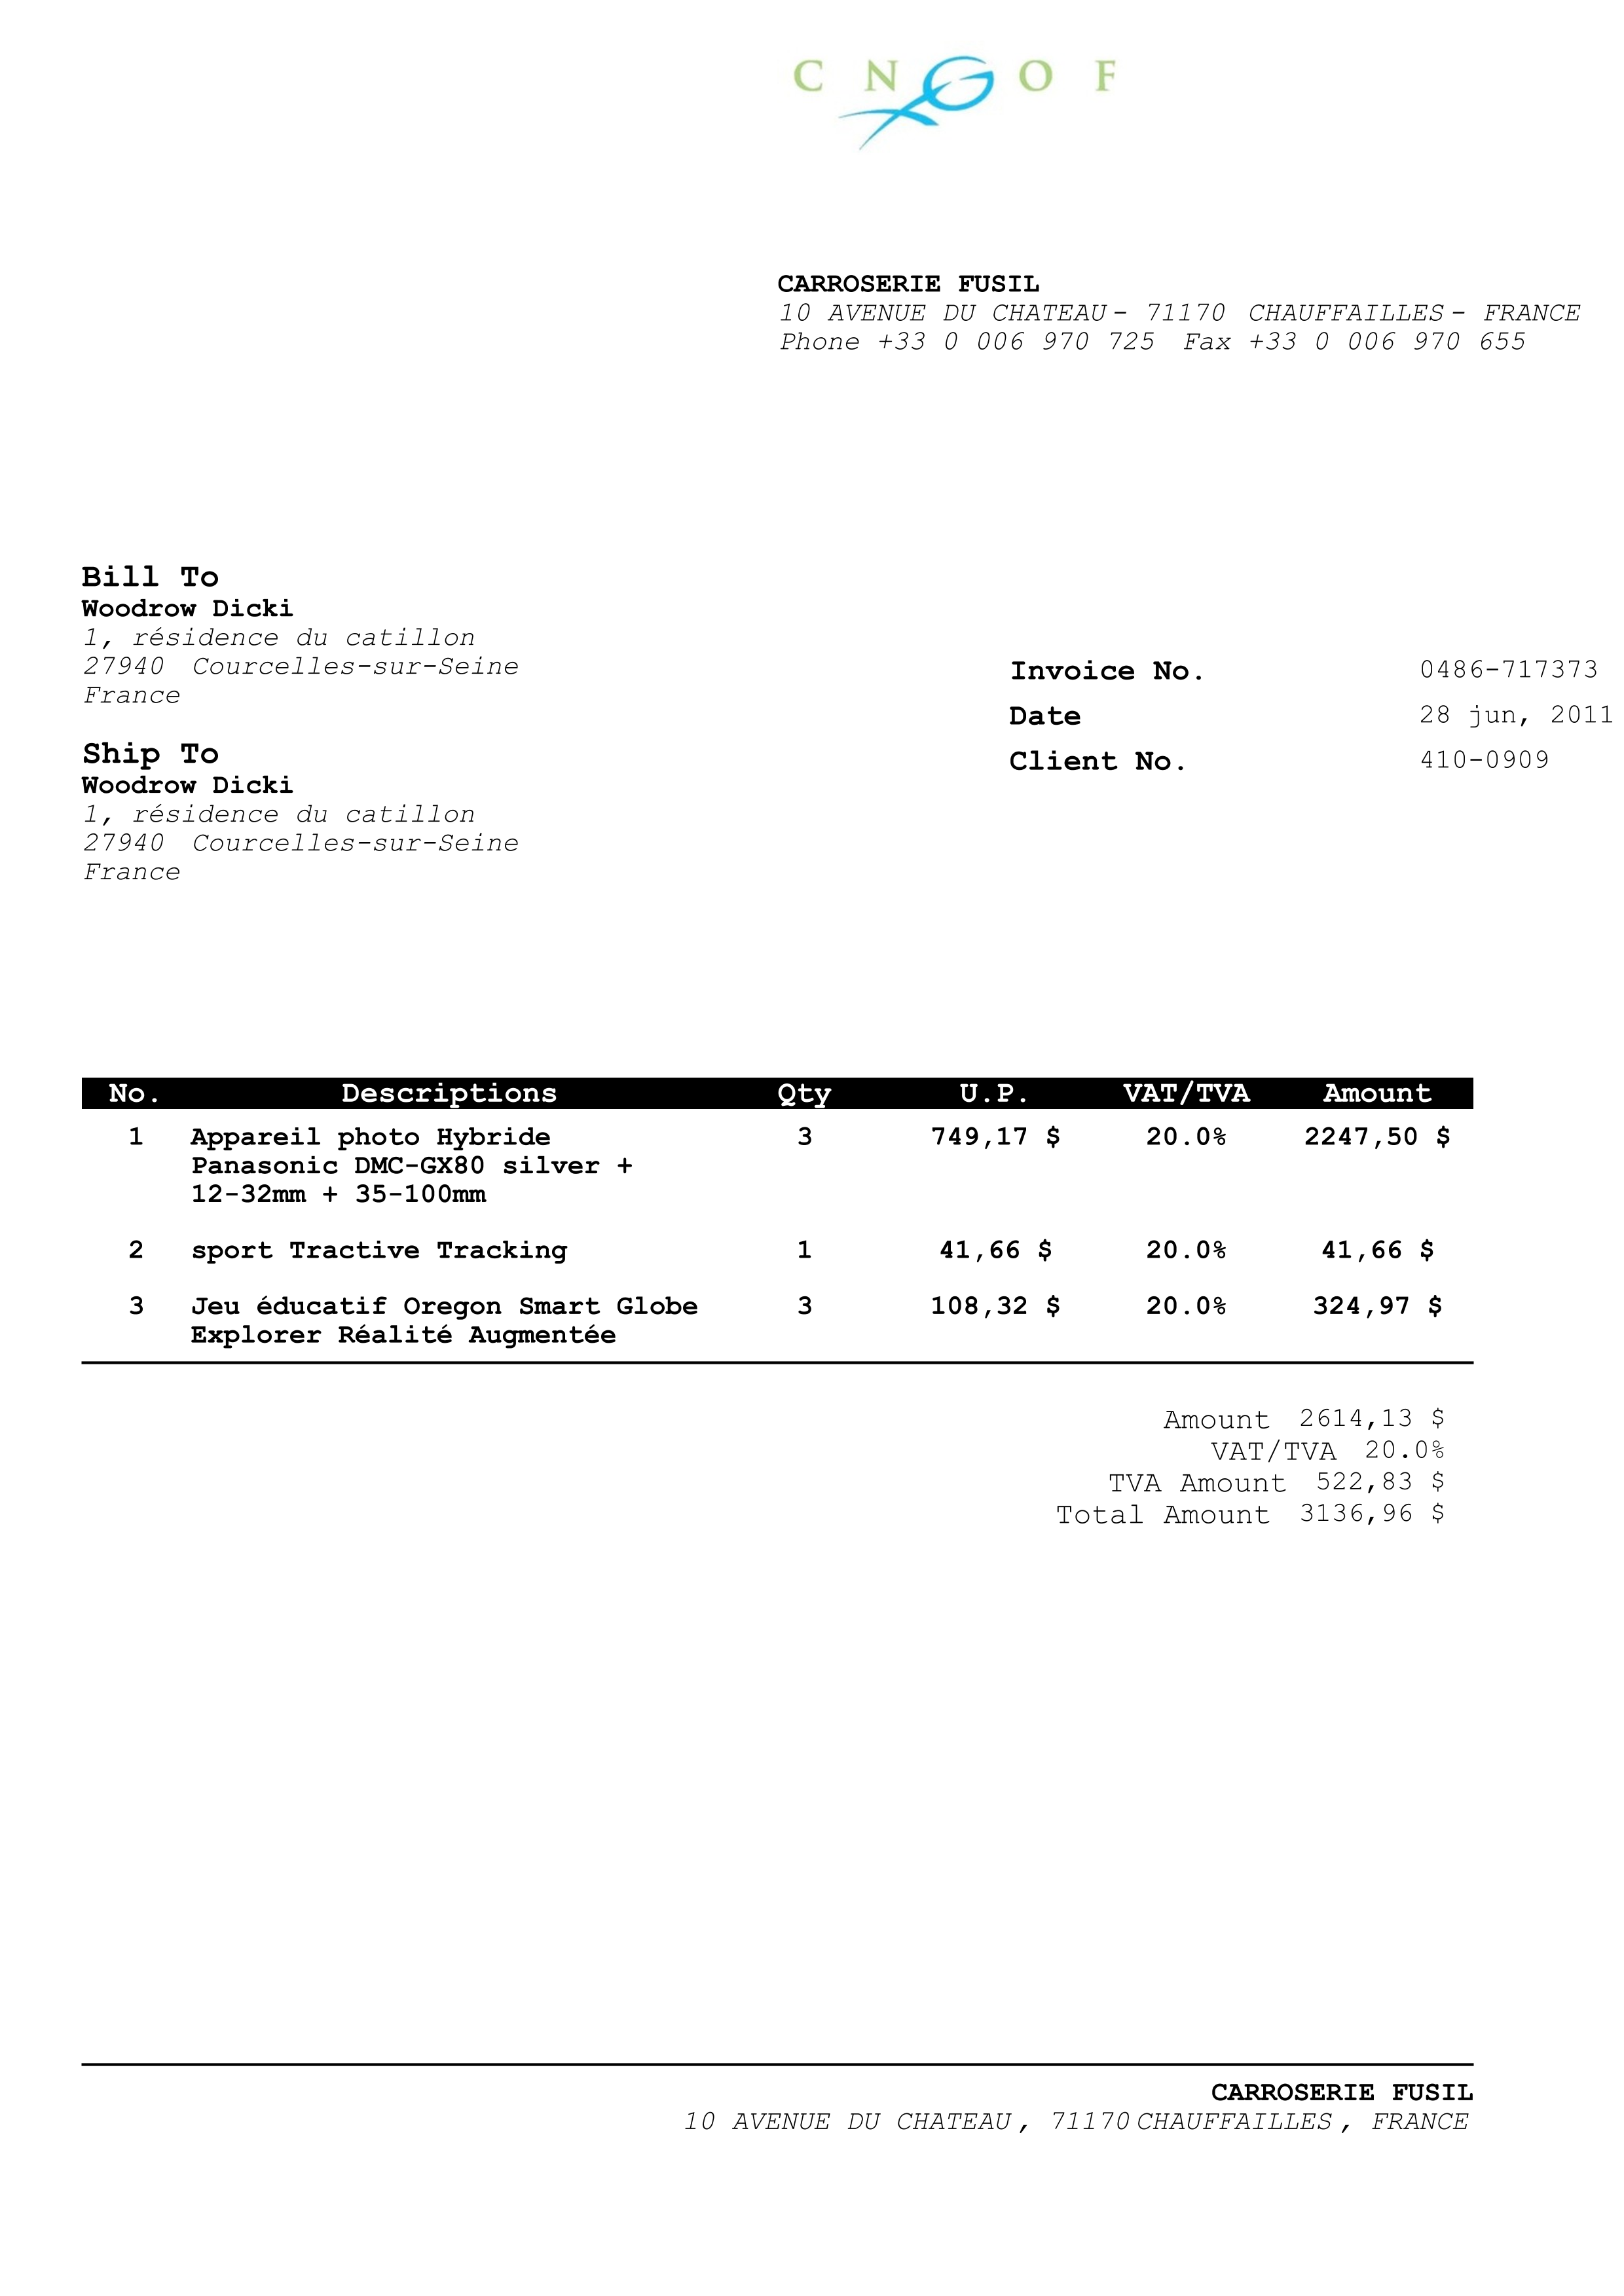 C N G O F
CARROSERIE FUSIL
10 AVENUE DU CHATEAU - 71170 CHAUFFAILLES - FRANCE
Phone +33 0 006 970 725 Fax +33 0 006 970 655
Bill To
Woodrow Dicki
1, résidence du catillon
27940 Courcelles-sur-Seine
France
Invoice No. 0486-717373
Date 28 jun, 2011
Client No. 410-0909
Ship To
Woodrow Dicki
1, résidence du catillon
27940 Courcelles-sur-Seine
France
No. Descriptions Qty U.P. VAT/TVA Amount
1 Appareil photo Hybride 3 749,17 $ 20.0% 2247,50 $
Panasonic DMC-GX80 silver +
12-32mm + 35-100mm
2 sport Tractive Tracking 1 41,66 $ 20.0% 41,66 $
3 Jeu éducatif Oregon Smart Globe 3 108,32 $ 20.0% 324,97 $
Explorer Réalité Augmentée
Amount 2614,13 $
VAT/TVA 20.0%
TVA Amount 522,83 $
Total Amount 3136,96 $
CARROSERIE FUSIL
10 AVENUE DU CHATEAU , 71170 CHAUFFAILLES , FRANCE